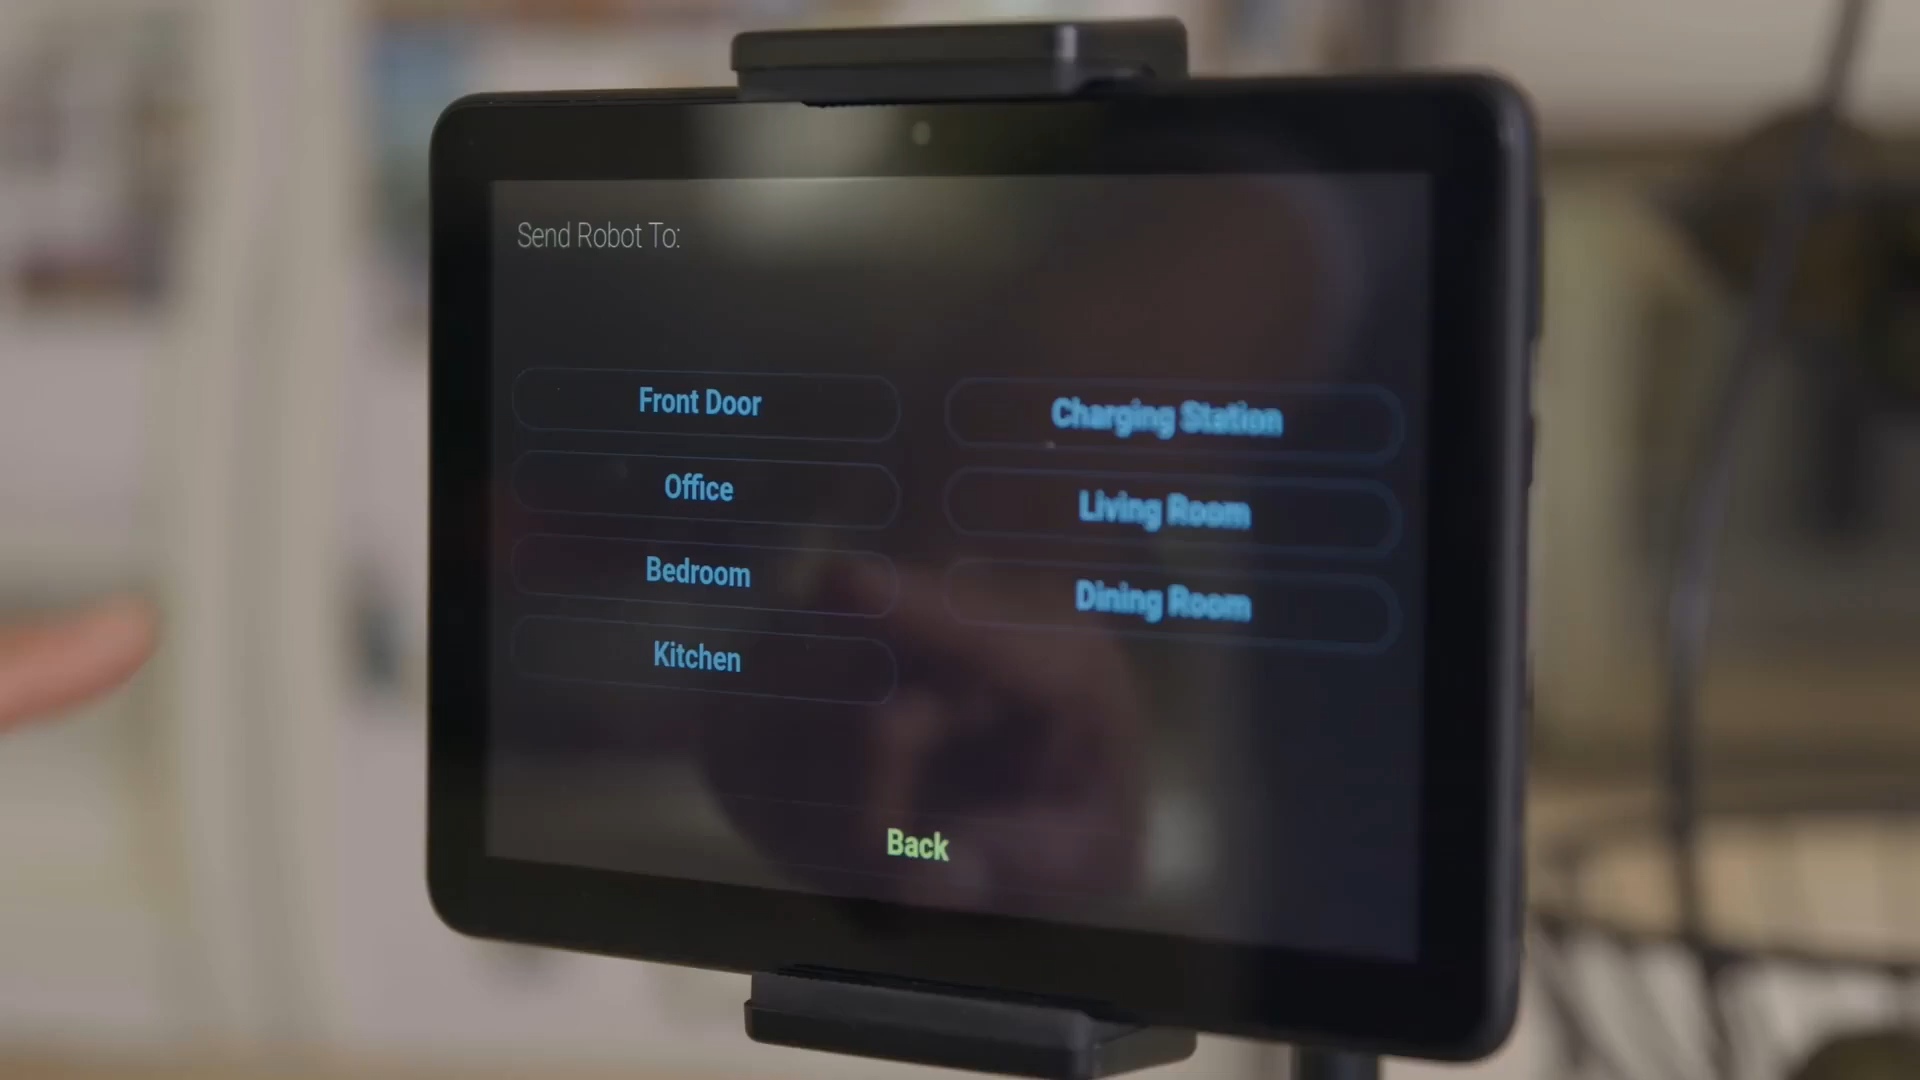 Send Robot To:
Front Door
Office
Bedroom
Kitchen
Charging Station
Living Room
Dining Room
Back